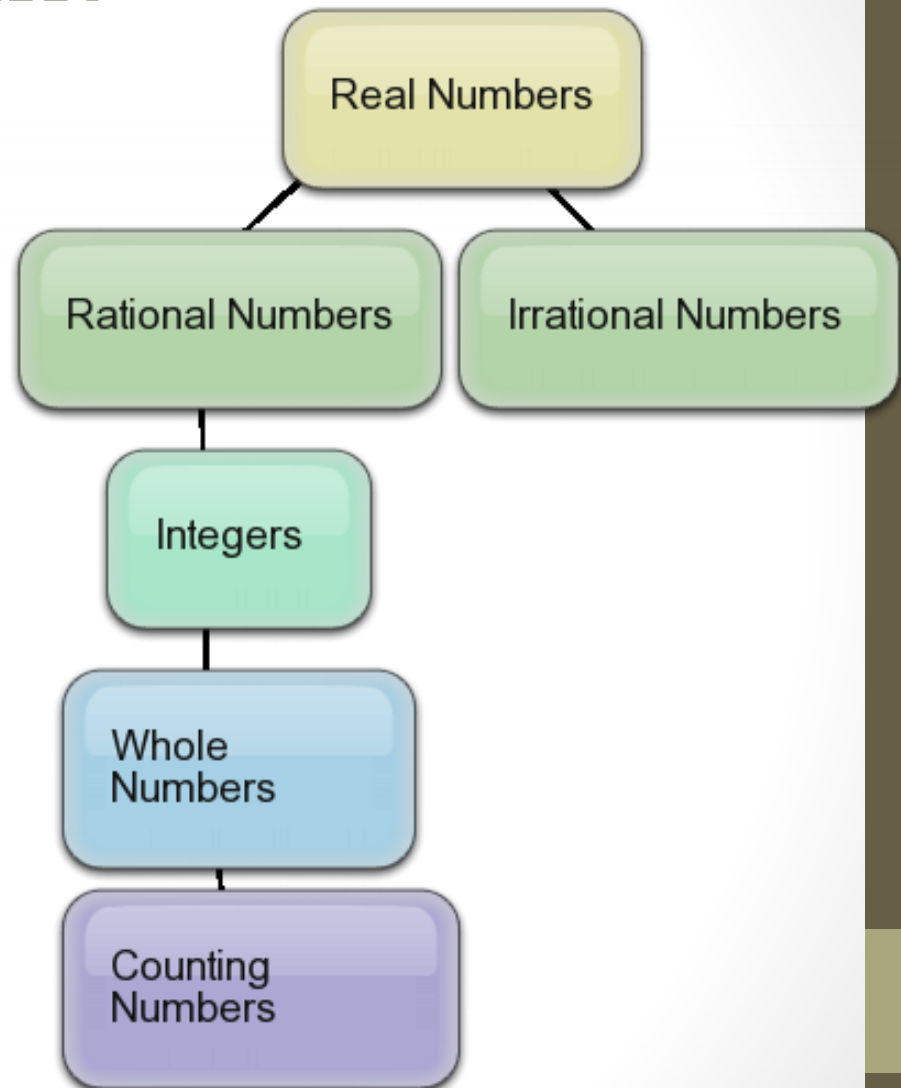 Real Numbers
Rational Numbers
Irrational Numbers
Integers
Whole
Numbers
Counting
Numbers